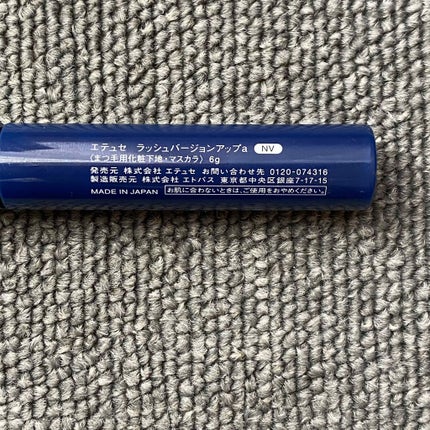 エテュセ ラッシュバージョンアップa NV
〈まつ毛用化粧下地・マスカラ〉 6g
発売元 株式会社 エテュセ お問い合わせ先 0120-074316
製造販売元 株式会社 エトバス 東京都中央区銀座7-17-15
MADE IN JAPAN お肌に合わないときは、ご使用をおやめください。